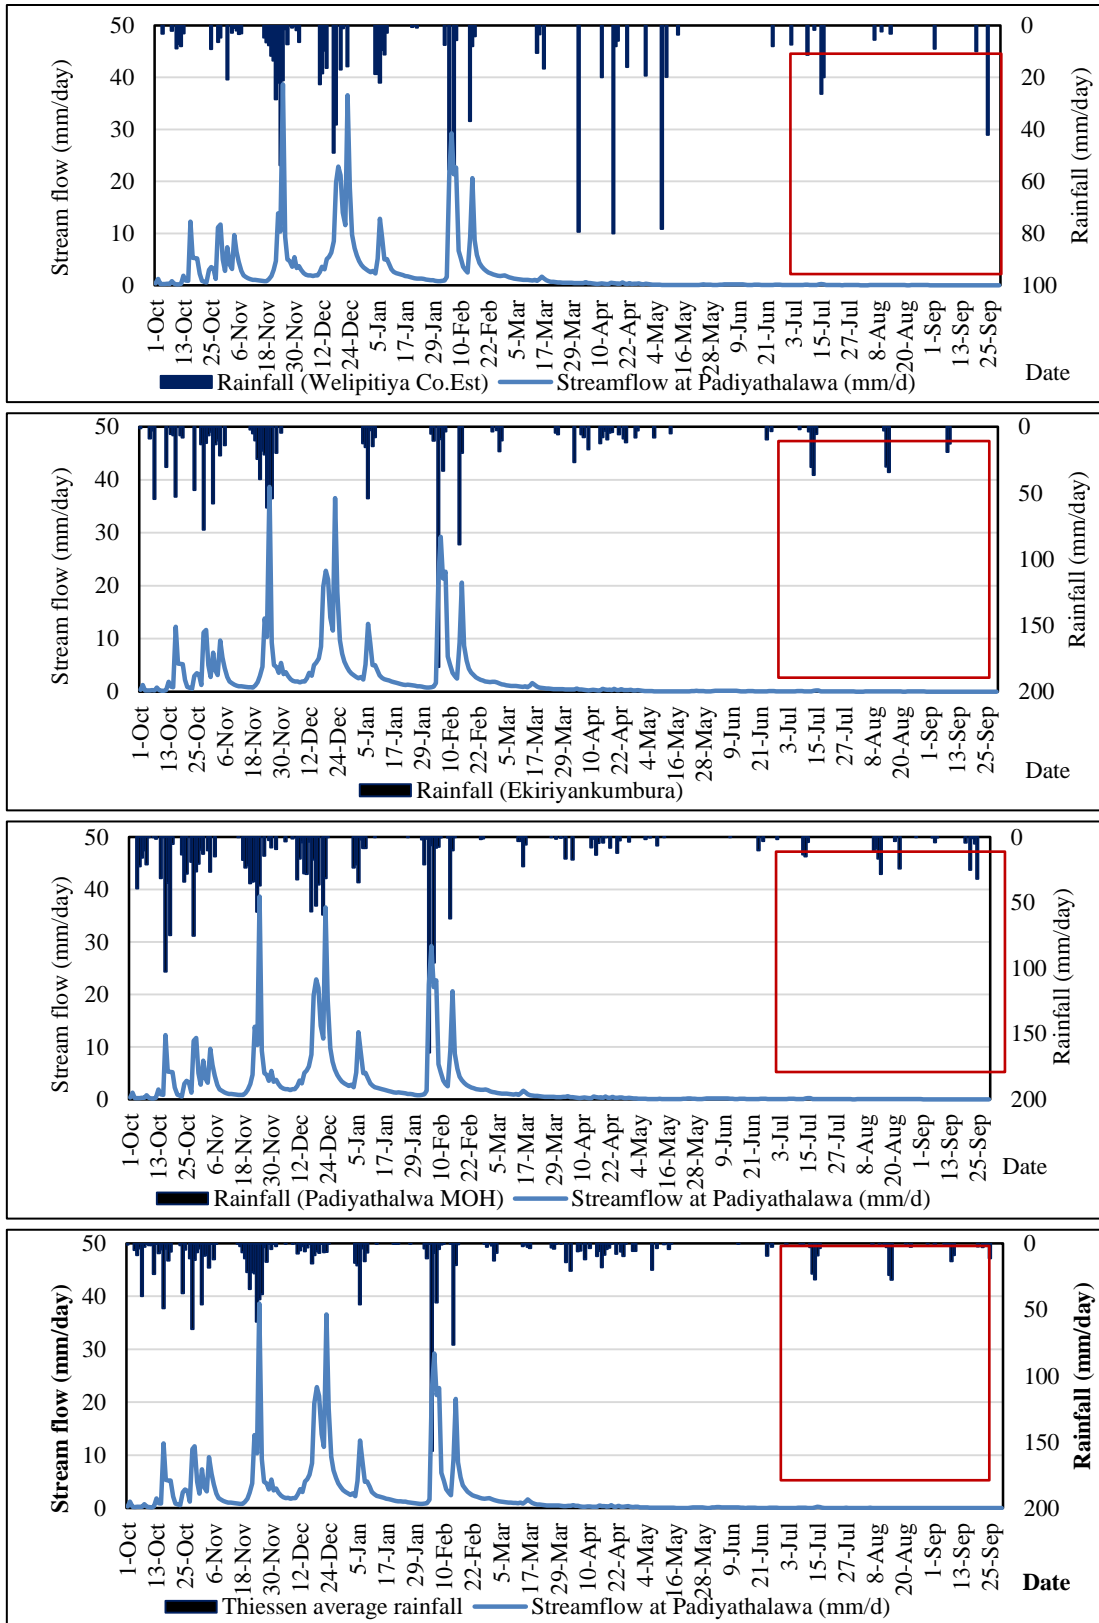 50 0
40 20
30 40
20 60
10 80
0 100
Stream flow (mm/day)
Rainfall (mm/day)
1-Oct 13-Oct 25-Oct 6-Nov 18-Nov 30-Nov 12-Dec 24-Dec 5-Jan 17-Jan 29-Jan 10-Feb 22-Feb 5-Mar 17-Mar 29-Mar 10-Apr 22-Apr 4-May 16-May 28-May 9-Jun 21-Jun 3-Jul 15-Jul 27-Jul 8-Aug 20-Aug 1-Sep 13-Sep 25-Sep
Rainfall (Welipitiya Co.Est) Streamflow at Padiyathalawa (mm/d) Date
50 0
40 50
30 100
20
10 150
0 200
Stream flow (mm/day)
Rainfall (mm/day)
1-Oct 13-Oct 25-Oct 6-Nov 18-Nov 30-Nov 12-Dec 24-Dec 5-Jan 17-Jan 29-Jan 10-Feb 22-Feb 5-Mar 17-Mar 29-Mar 10-Apr 22-Apr 4-May 16-May 28-May 9-Jun 21-Jun 3-Jul 15-Jul 27-Jul 8-Aug 20-Aug 1-Sep 13-Sep 25-Sep
Date
Rainfall (Ekiriyankumbura)
50 0
40 50
30 100
20
10 150
0 200
Stream flow (mm/day)
Rainfall (mm/day)
1-Oct 13-Oct 25-Oct 6-Nov 18-Nov 30-Nov 12-Dec 24-Dec 5-Jan 17-Jan 29-Jan 10-Feb 22-Feb 5-Mar 17-Mar 29-Mar 10-Apr 22-Apr 4-May 16-May 28-May 9-Jun 21-Jun 3-Jul 15-Jul 27-Jul 8-Aug 20-Aug 1-Sep 13-Sep 25-Sep
Date
Rainfall (Padiyathalwa MOH) Streamflow at Padiyathalawa (mm/d)
50 0
40 50
30 100
20
10 150
0 200
Stream flow (mm/day)
Rainfall (mm/day)
1-Oct 13-Oct 25-Oct 6-Nov 18-Nov 30-Nov 12-Dec 24-Dec 5-Jan 17-Jan 29-Jan 10-Feb 22-Feb 5-Mar 17-Mar 29-Mar 10-Apr 22-Apr 4-May 16-May 28-May 9-Jun 21-Jun 3-Jul 15-Jul 27-Jul 8-Aug 20-Aug 1-Sep 13-Sep 25-Sep
Date
Thiessen average rainfall Streamflow at Padiyathalawa (mm/d)